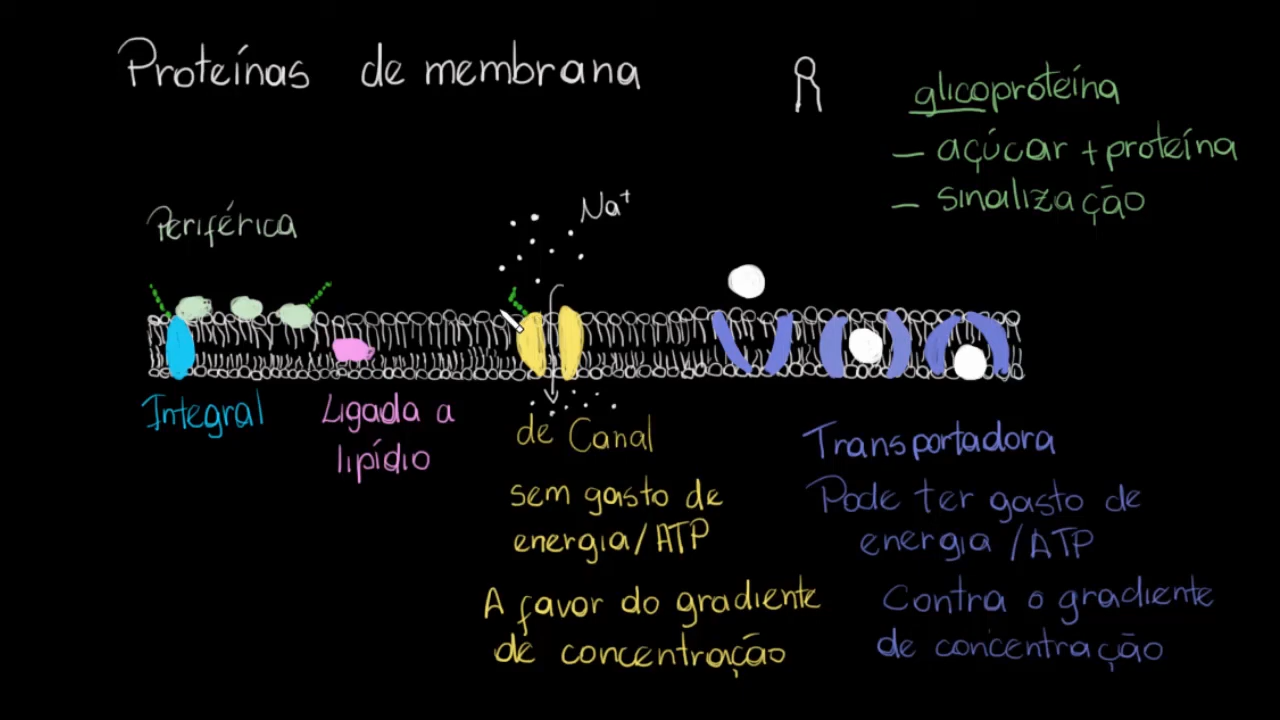 Proteínas de membrana
glicoproteína
— açúcar + proteína
— sinalização
Periférica
Na⁺
Integral
Ligada a
lipídio
de Canal
sem gasto de
energia/ATP
A favor do gradiente
de concentração
Transportadora
Pode ter gasto de
energia /ATP
Contra o gradiente
de concentração